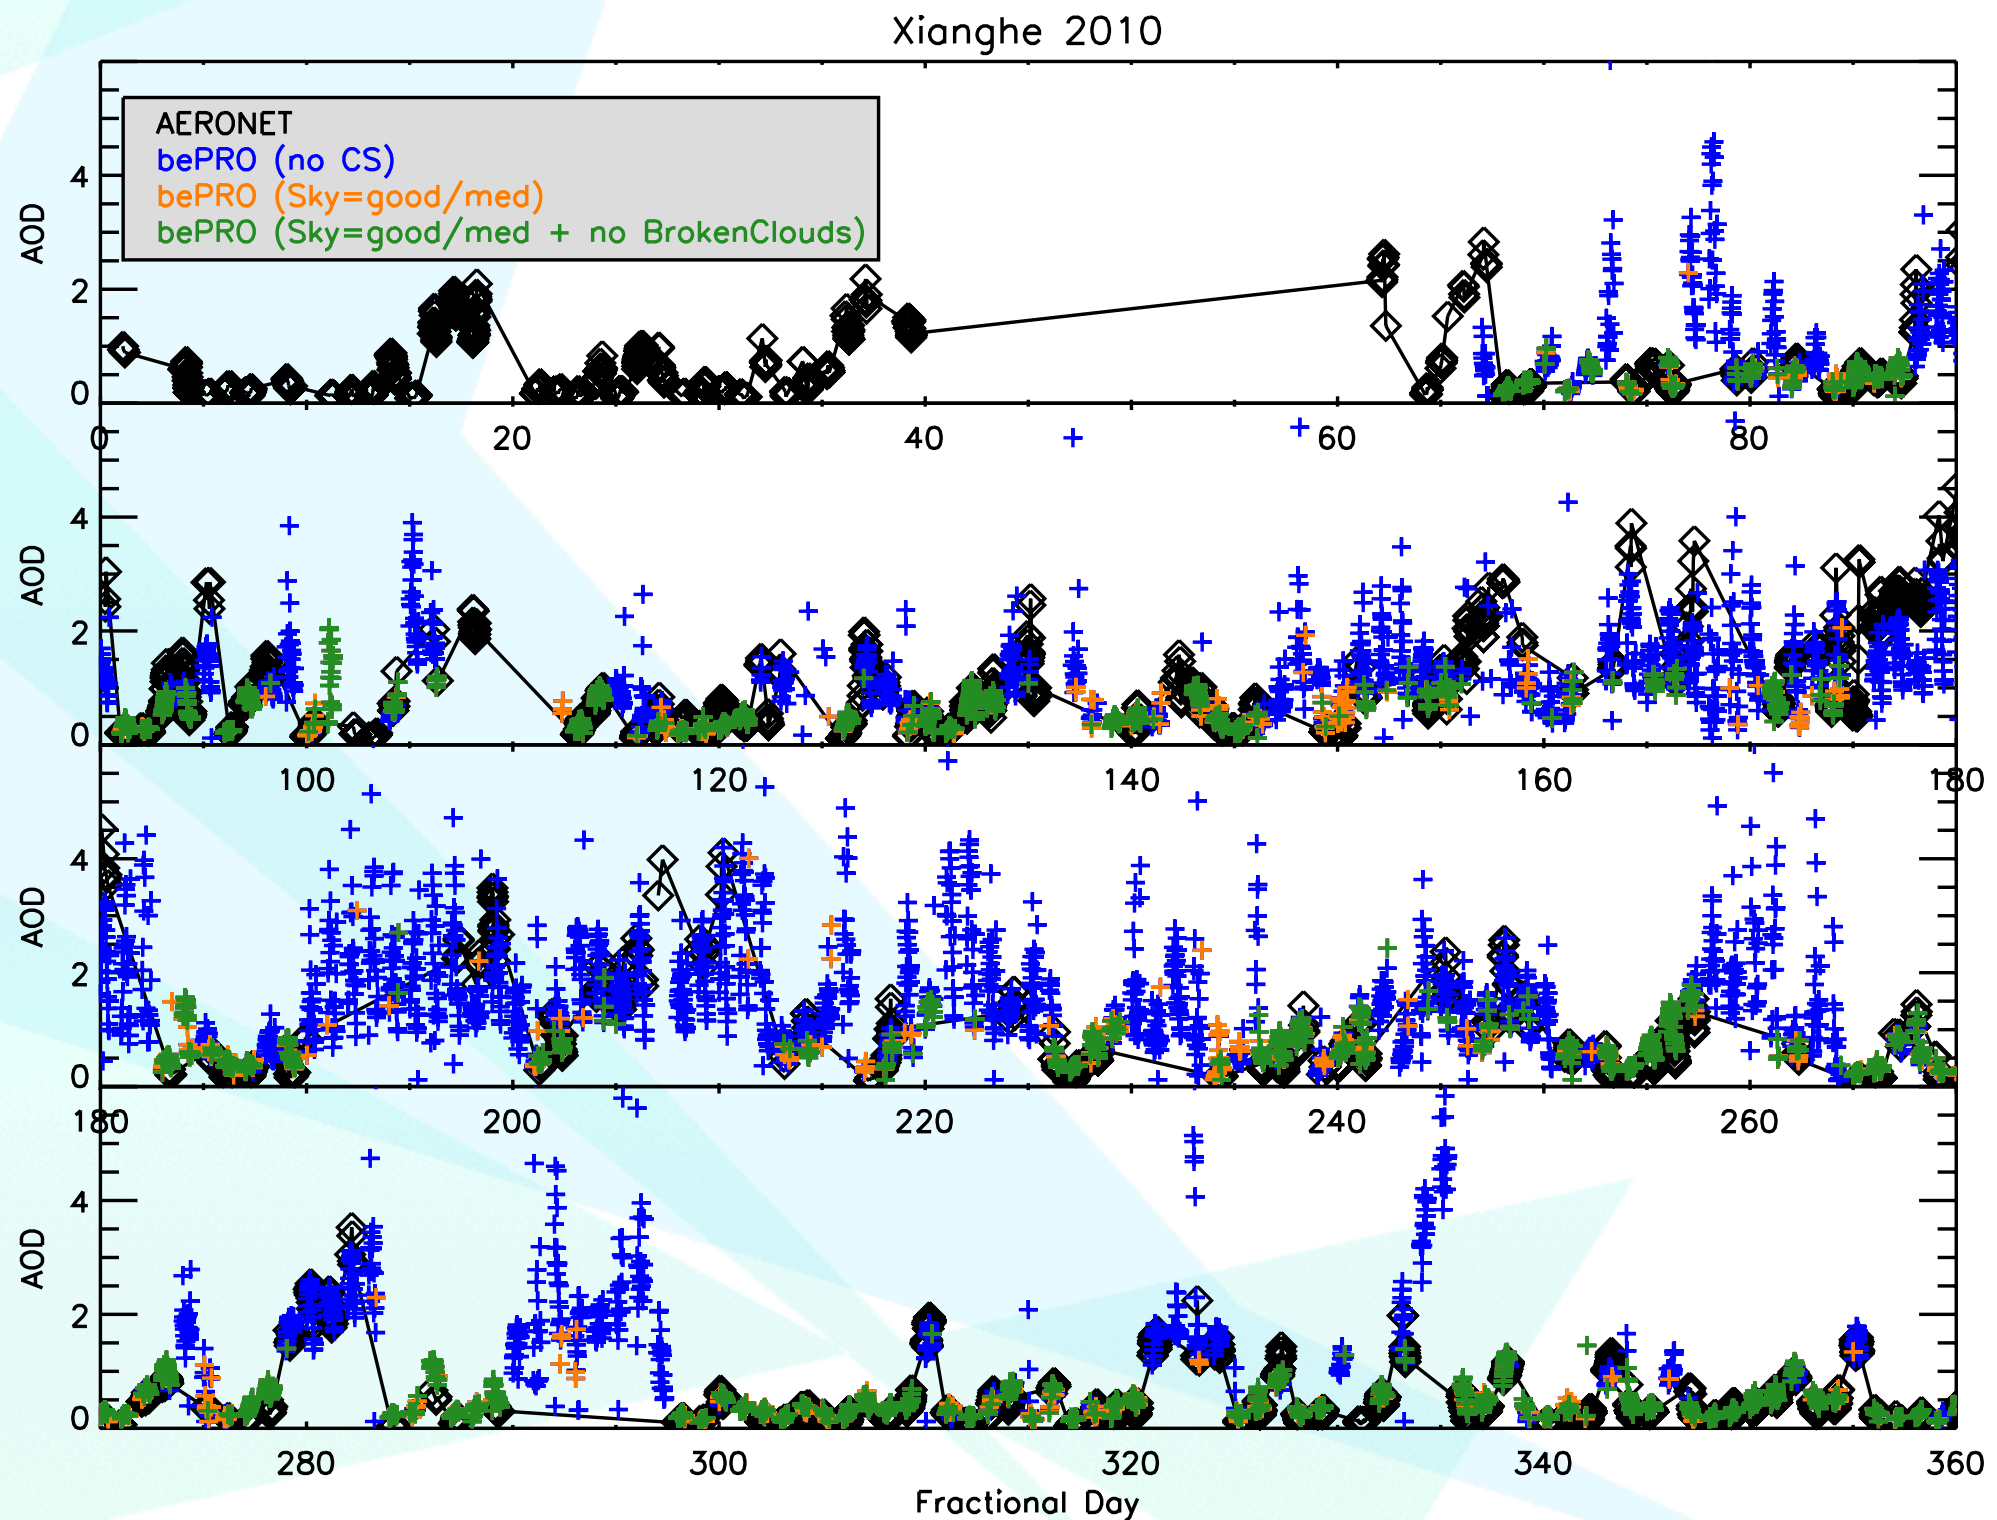 Xianghe 2010
AERONET
bePRO (no CS)
bePRO (Sky=good/med)
bePRO (Sky=good/med + no BrokenClouds)
AOD
4
2
0
0 20 40 60 80
AOD
4
2
0
100 120 140 160 180
AOD
4
2
0
180 200 220 240 260
AOD
4
2
0
280 300 320 340 360
Fractional Day